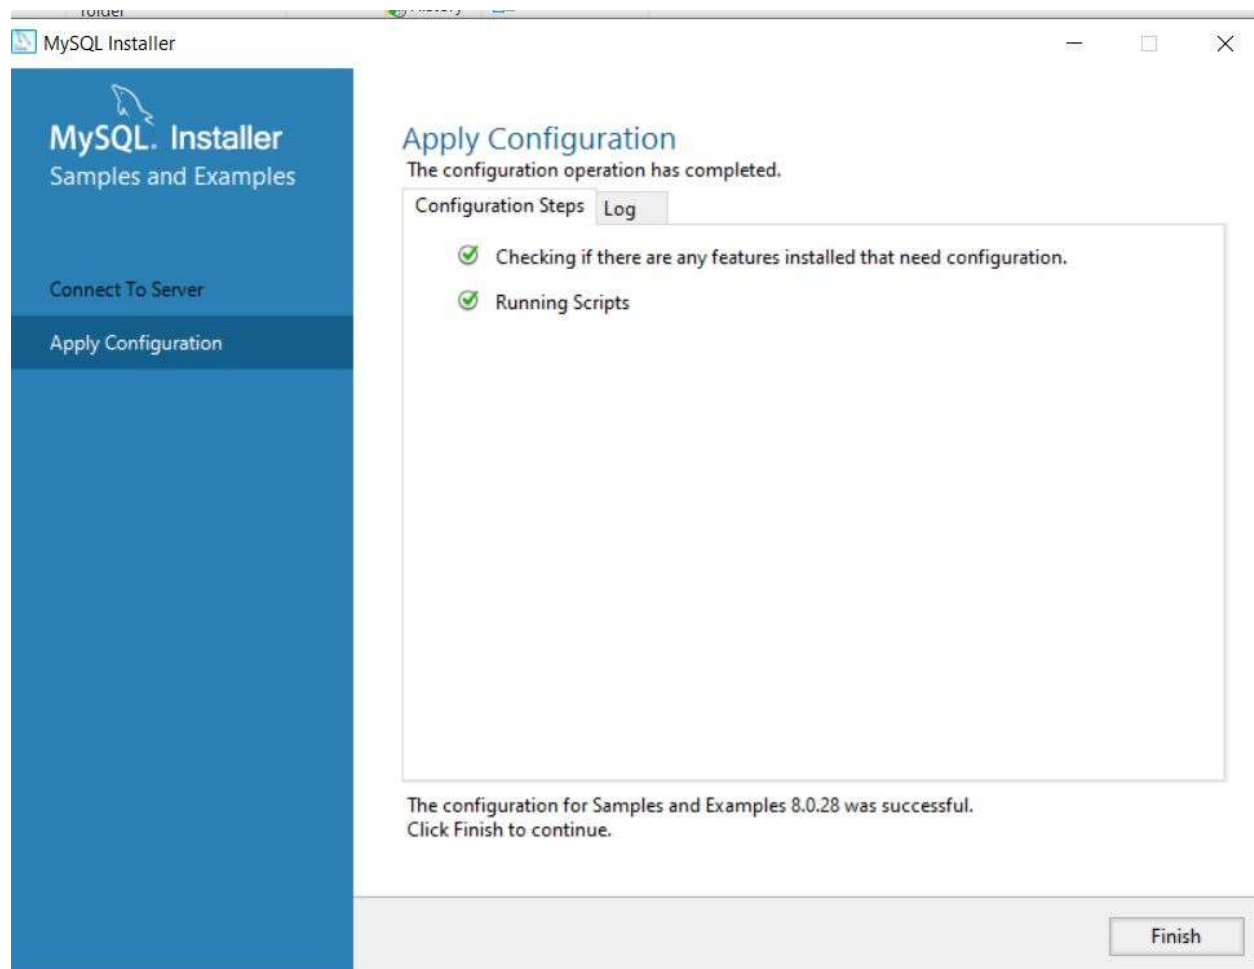 MySQL Installer
MySQL. Installer
Samples and Examples
Connect To Server
Apply Configuration
Apply Configuration
The configuration operation has completed.
Configuration Steps Log
Checking if there are any features installed that need configuration.
Running Scripts
The configuration for Samples and Examples 8.0.28 was successful.
Click Finish to continue.
Finish